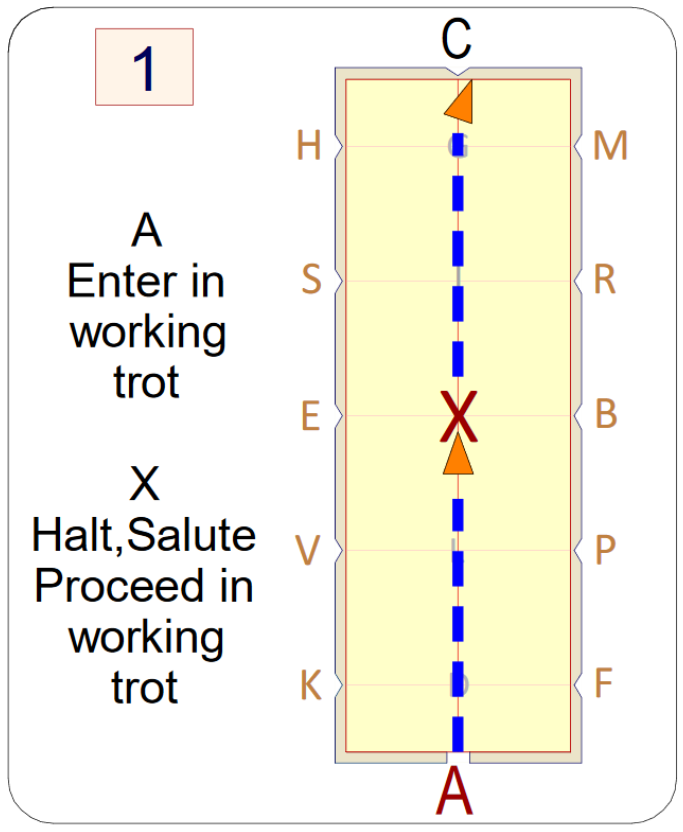 1
A
Enter in
working
trot
X
Halt,Salute
Proceed in
working
trot
C
H
G
M
S
I
R
E
X
B
V
L
P
K
D
F
A